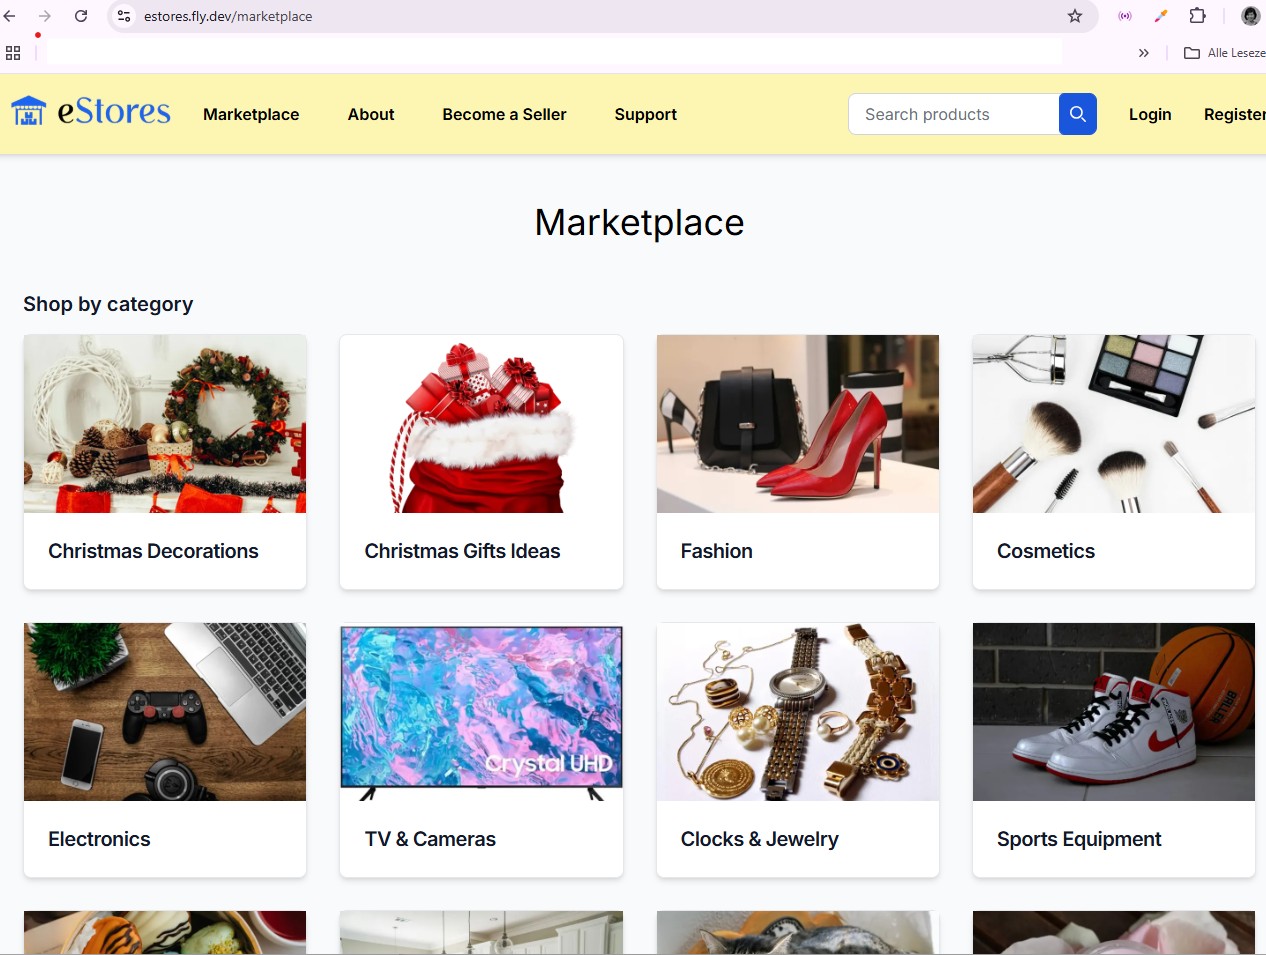 estores.fly.dev/marketplace
Alle Leseze
eStores
Marketplace
About
Become a Seller
Support
Search products
Login
Register
Marketplace
Shop by category
Christmas Decorations
Christmas Gifts Ideas
Fashion
Cosmetics
Crystal UHD
BALLER
Electronics
TV & Cameras
Clocks & Jewelry
Sports Equipment